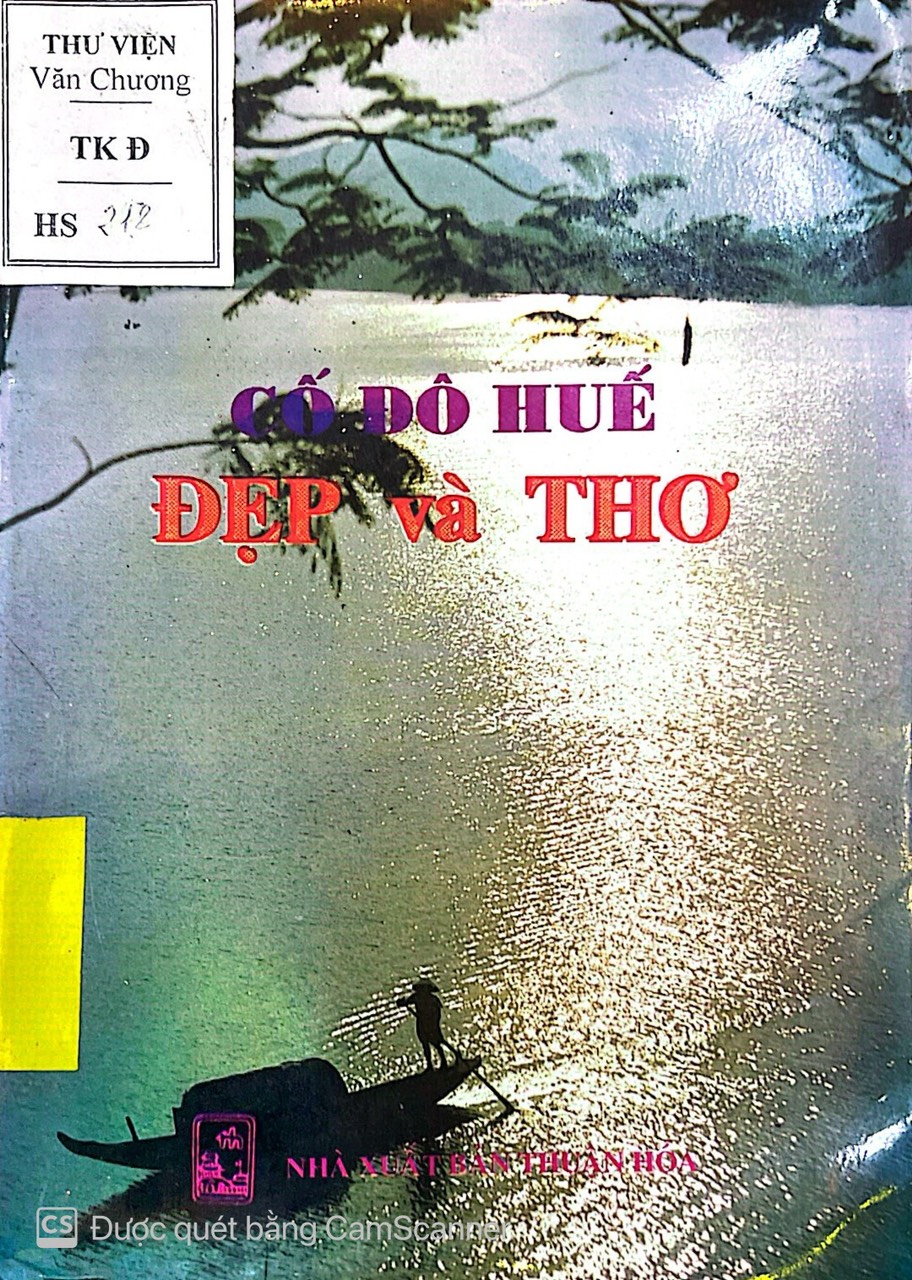 THƯ VIỆN
Văn Chương
TK Đ
HS 212
CỐ ĐÔ HUẾ
ĐẸP và THƠ
NHÀ XUẤT BẢN THUẬN HÓA
CS Được quét bằng CamScanner